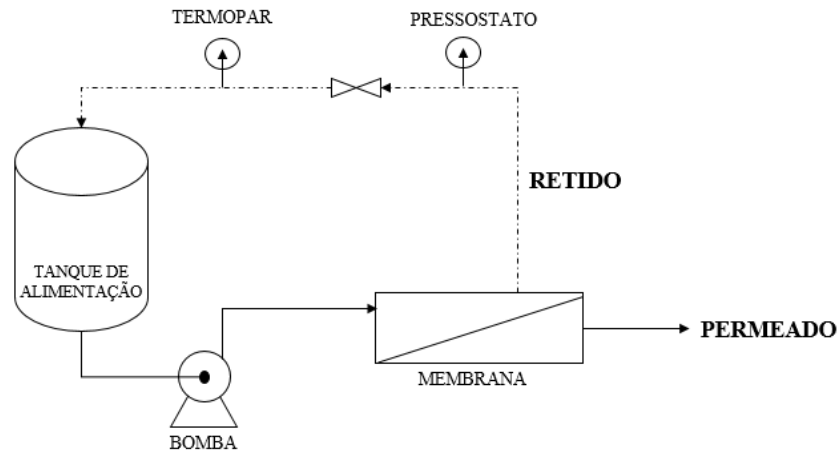 TERMOPAR
PRESSOSTATO
RETIDO
TANQUE DE
ALIMENTAÇÃO
PERMEADO
MEMBRANA
BOMBA